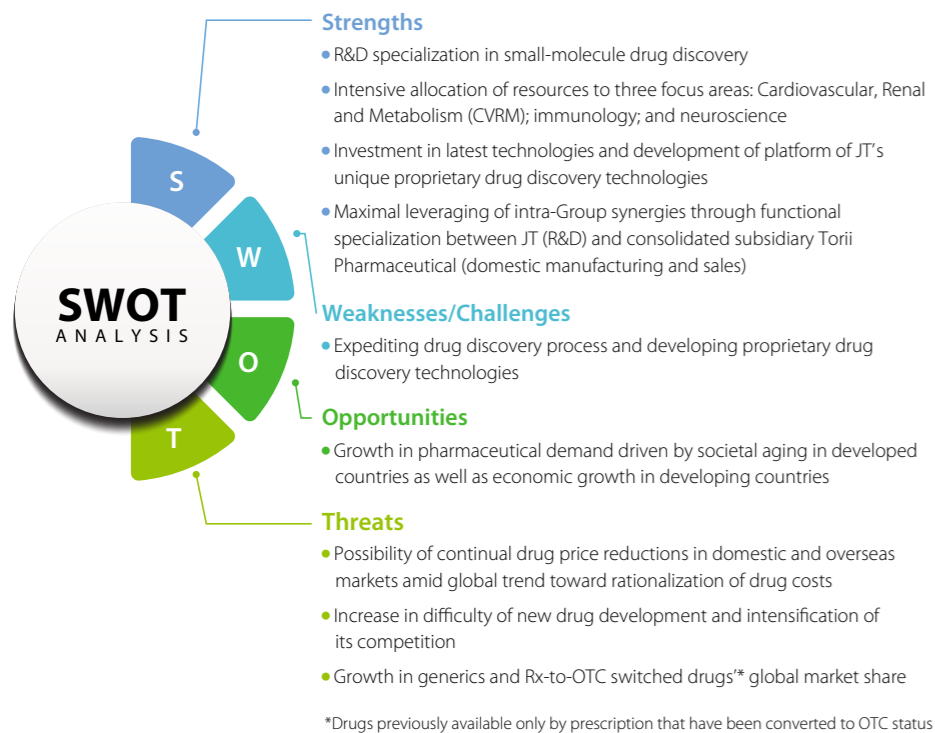 Strengths
• R&D specialization in small-molecule drug discovery
• Intensive allocation of resources to three focus areas: Cardiovascular, Renal
and Metabolism (CVRM); immunology; and neuroscience
• Investment in latest technologies and development of platform of JT's
unique proprietary drug discovery technologies
• Maximal leveraging of intra-Group synergies through functional
specialization between JT (R&D) and consolidated subsidiary Torii
Pharmaceutical (domestic manufacturing and sales)
S
W
O
T
SWOT
ANALYSIS
Weaknesses/Challenges
• Expediting drug discovery process and developing proprietary drug
discovery technologies
Opportunities
• Growth in pharmaceutical demand driven by societal aging in developed
countries as well as economic growth in developing countries
Threats
• Possibility of continual drug price reductions in domestic and overseas
markets amid global trend toward rationalization of drug costs
• Increase in difficulty of new drug development and intensification of
its competition
• Growth in generics and Rx-to-OTC switched drugs'* global market share
*Drugs previously available only by prescription that have been converted to OTC status